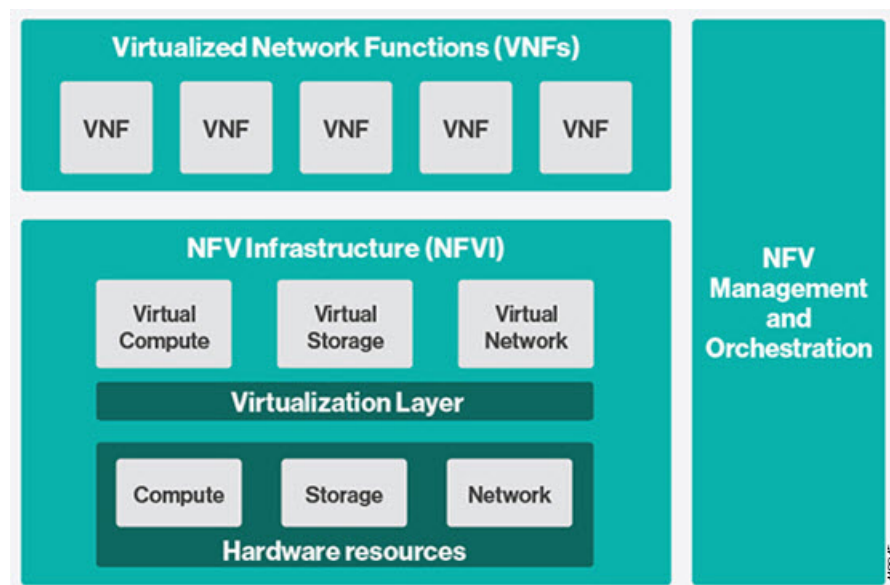 Virtualized Network Functions (VNFs)
VNF VNF VNF VNF VNF
NFV Infrastructure (NFVI)
Virtual Compute
Virtual Storage
Virtual Network
Virtualization Layer
Compute Storage Network
Hardware resources
NFV
Management
and
Orchestration